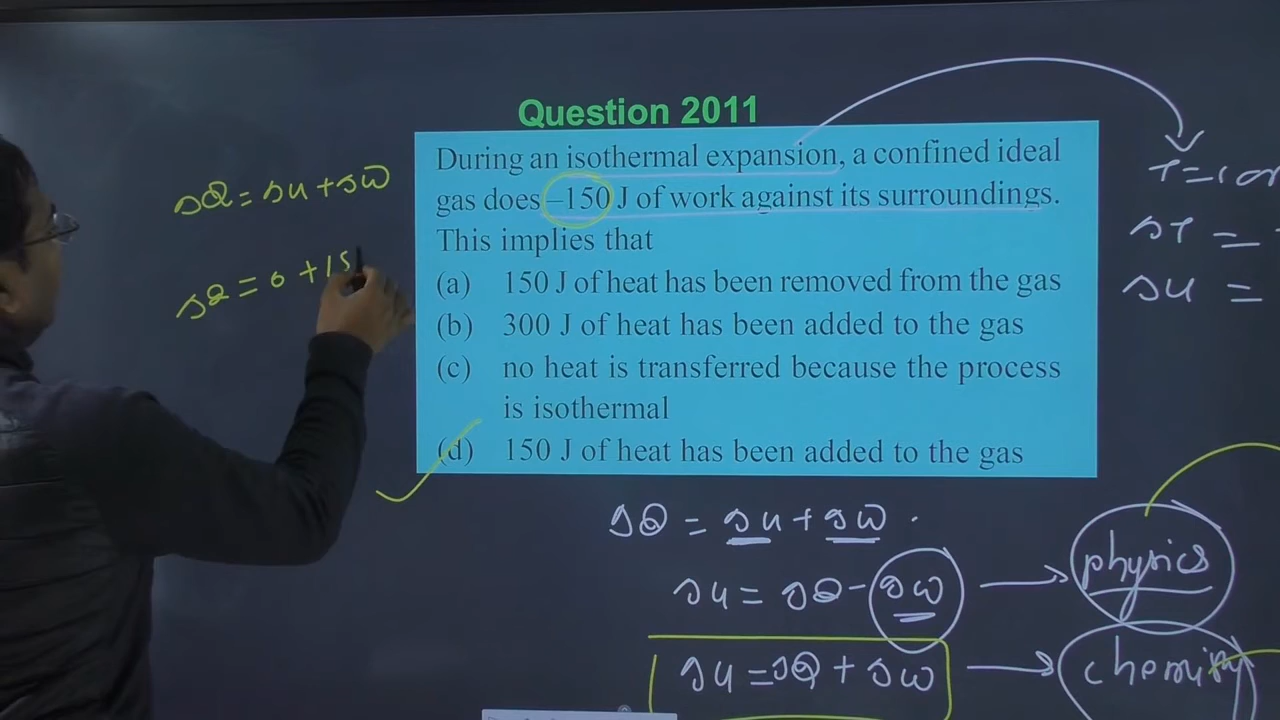 Question 2011
During an isothermal expansion, a confined ideal
gas does –150 J of work against its surroundings.
This implies that
(a) 150 J of heat has been removed from the gas
(b) 300 J of heat has been added to the gas
(c) no heat is transferred because the process
is isothermal
(d) 150 J of heat has been added to the gas
ΔQ = Δu + Δw
ΔQ = 0 + 15
T = con
ΔT =
Δu =
ΔQ = Δu + Δw
Δu = ΔQ - Δw
physics
Δu = ΔQ + Δw